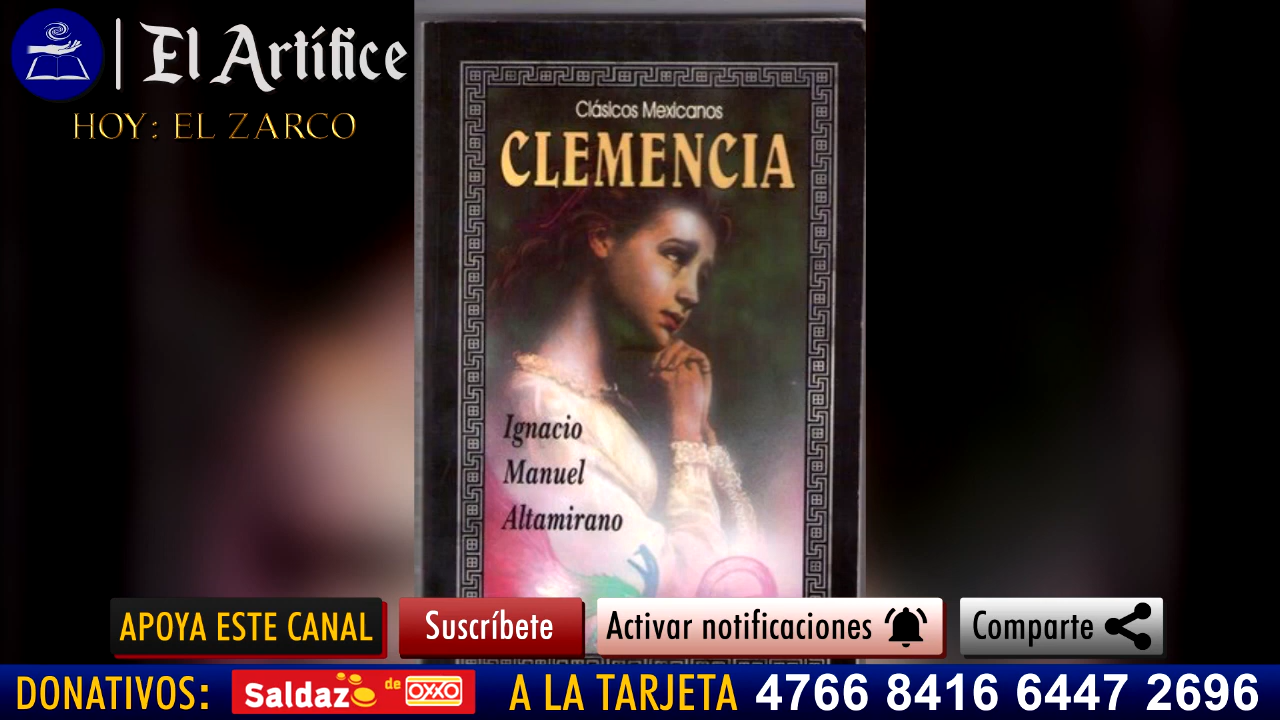 El Artífice
HOY: EL ZARCO
Clásicos Mexicanos
CLEMENCIA
Ignacio
Manuel
Altamirano
APOYA ESTE CANAL
Suscríbete
Activar notificaciones
Comparte
DONATIVOS: Saldazo de OXXO A LA TARJETA 4766 8416 6447 2696